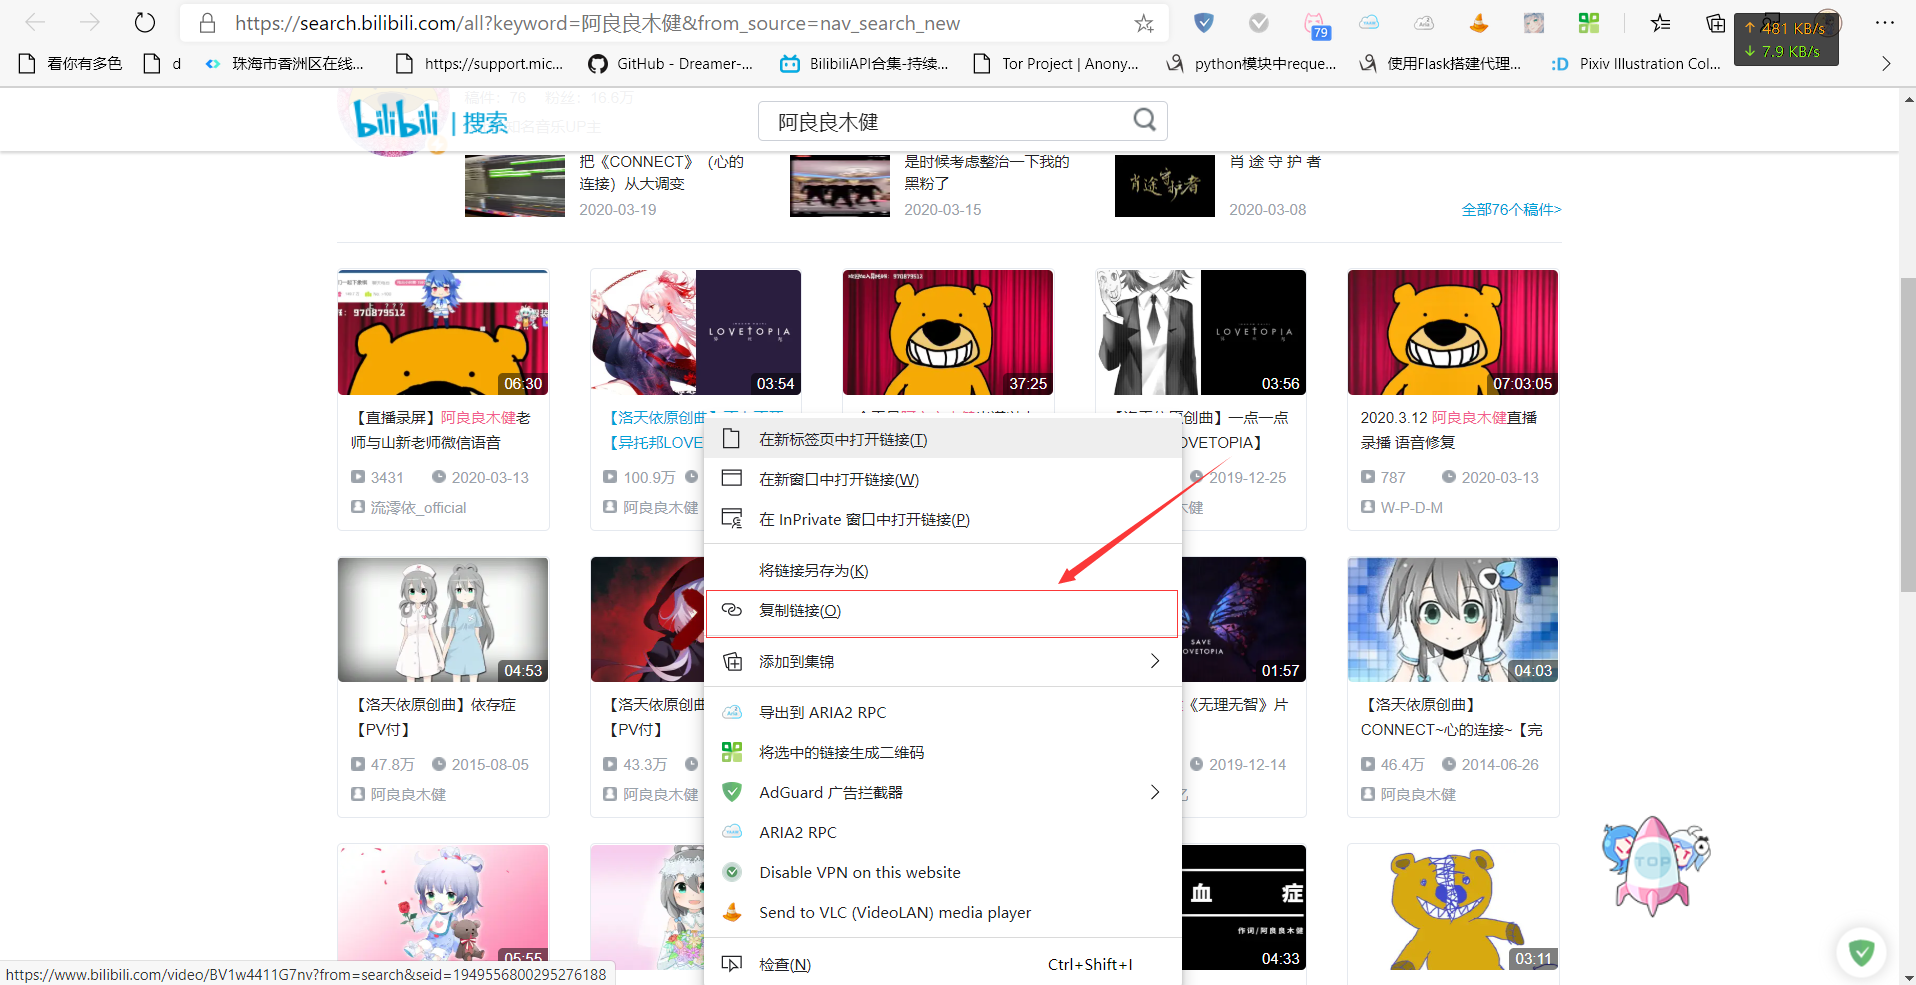 https://search.bilibili.com/all?keyword=阿良良木健&from_source=nav_search_new
79
↑ 481 KB/s
↓ 7.9 KB/s
看你有多色
d
珠海市香洲区在线...
https://support.mic...
GitHub - Dreamer-...
BilibiliAPI合集-持续...
Tor Project | Anony...
python模块中reque...
使用Flask搭建代理...
Pixiv Illustration Col...
稿件：76 粉丝：16.6万
bilibili | 搜索
知名音乐UP主
阿良良木健
把《CONNECT》（心的
连接）从大调变
2020-03-19
是时候考虑整治一下我的
黑粉了
2020-03-15
肖途守护者
肖 途 守 护 者
2020-03-08
全部76个稿件>
970879512
06:30
LOVETOPIA
03:54
37:25
LOVETOPIA
03:56
07:03:05
【直播录屏】阿良良木健老
师与山新老师微信语音
3431
2020-03-13
流澪依_official
【洛天依原创曲】
【异托邦LOVE
100.9万
阿良良木健
【洛天依原创曲】一点一点
OVETOPIA】
2019-12-25
木健
2020.3.12 阿良良木健直播
录播 语音修复
787
2020-03-13
W-P-D-M
在新标签页中打开链接(T)
在新窗口中打开链接(W)
在 InPrivate 窗口中打开链接(P)
将链接另存为(K)
复制链接(O)
添加到集锦
导出到 ARIA2 RPC
将选中的链接生成二维码
AdGuard 广告拦截器
ARIA2 RPC
Disable VPN on this website
Send to VLC (VideoLAN) media player
检查(N)
Ctrl+Shift+I
04:53
SAVE
LOVETOPIA
01:57
04:03
【洛天依原创曲】依存症
【PV付】
47.8万
2015-08-05
阿良良木健
【洛天依原创曲
【PV付】
43.3万
阿良良木健
《无理无智》片
2019-12-14
【洛天依原创曲】
CONNECT~心的连接~【完
46.4万
2014-06-26
阿良良木健
05:55
血 症
作词/阿良良木健
04:33
03:11
TOP
https://www.bilibili.com/video/BV1w4411G7nv?from=search&seid=1949556800295276188